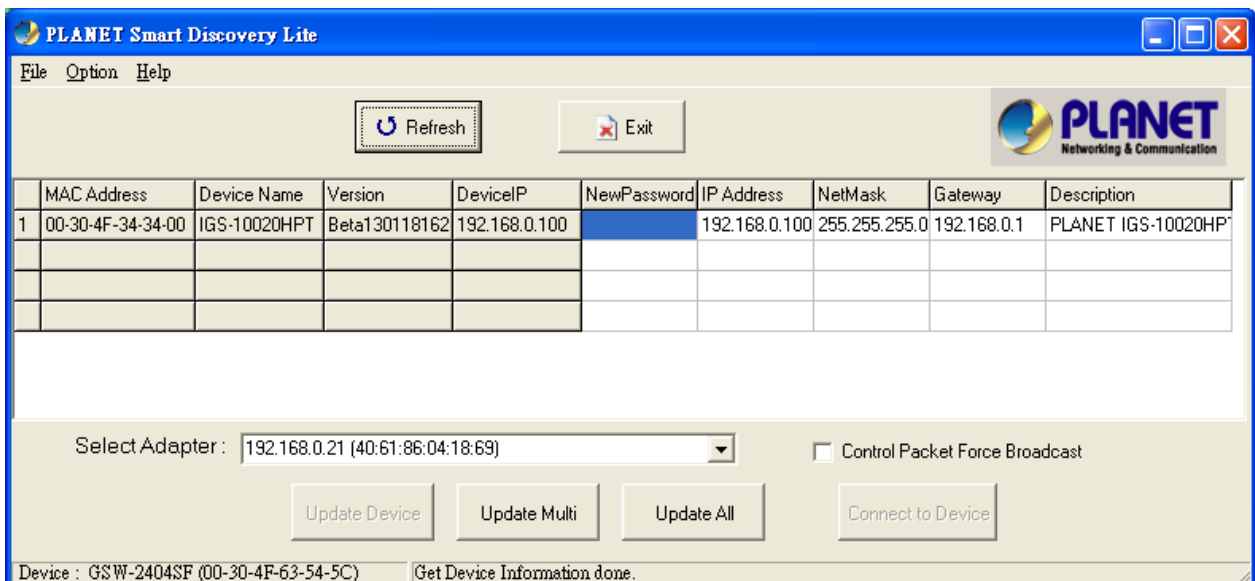 PLANET Smart Discovery Lite
File Option Help
Refresh Exit
PLANET
Networking & Communication
MAC Address Device Name Version DeviceIP NewPassword IP Address NetMask Gateway Description
1 00-30-4F-34-34-00 IGS-10020HPT Beta130118162 192.168.0.100 192.168.0.100 255.255.255.0 192.168.0.1 PLANET IGS-10020HPT
Select Adapter : 192.168.0.21 (40:61:86:04:18:69) Control Packet Force Broadcast
Update Device Update Multi Update All Connect to Device
Device : GSW-2404SF (00-30-4F-63-54-5C) Get Device Information done.